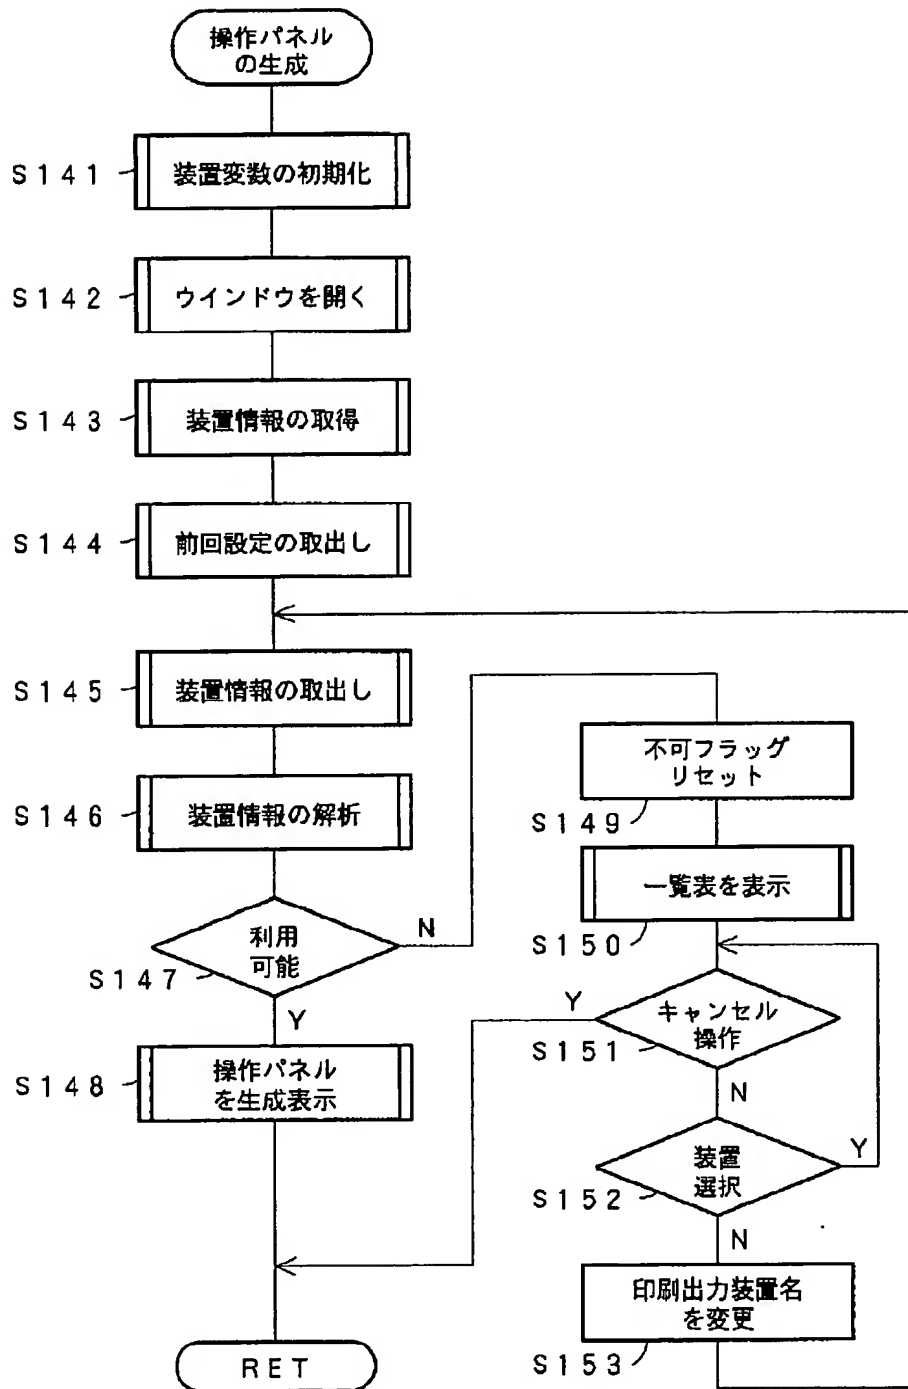 操作パネル
の生成
S141
装置変数の初期化
S142
ウインドウを開く
S143
装置情報の取得
S144
前回設定の取出し
S145
装置情報の取出し
S146
装置情報の解析
S147
利用
可能
N
Y
S148
操作パネル
を生成表示
不可フラッグ
リセット
S149
一覧表を表示
S150
Y
キャンセル
操作
S151
N
装置
選択
Y
S152
N
印刷出力装置名
を変更
S153
RET